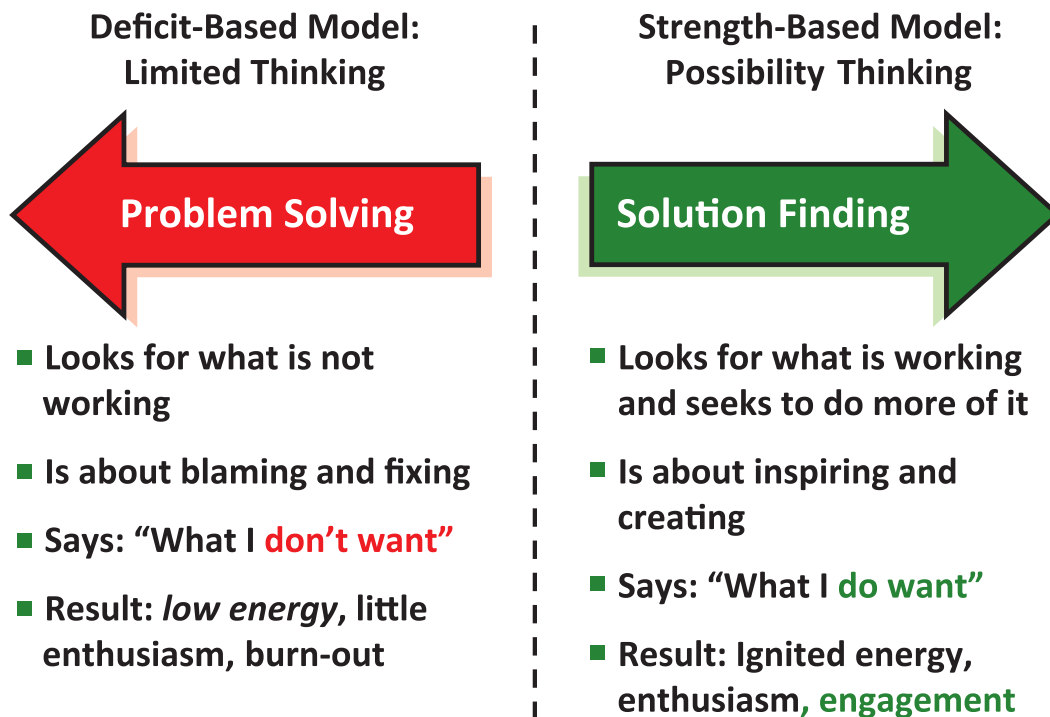 Deficit-Based Model:
Limited Thinking
Problem Solving
■ Looks for what is not
working
■ Is about blaming and fixing
■ Says: “What I don’t want”
■ Result: low energy, little
enthusiasm, burn-out
Strength-Based Model:
Possibility Thinking
Solution Finding
■ Looks for what is working
and seeks to do more of it
■ Is about inspiring and
creating
■ Says: “What I do want”
■ Result: Ignited energy,
enthusiasm, engagement